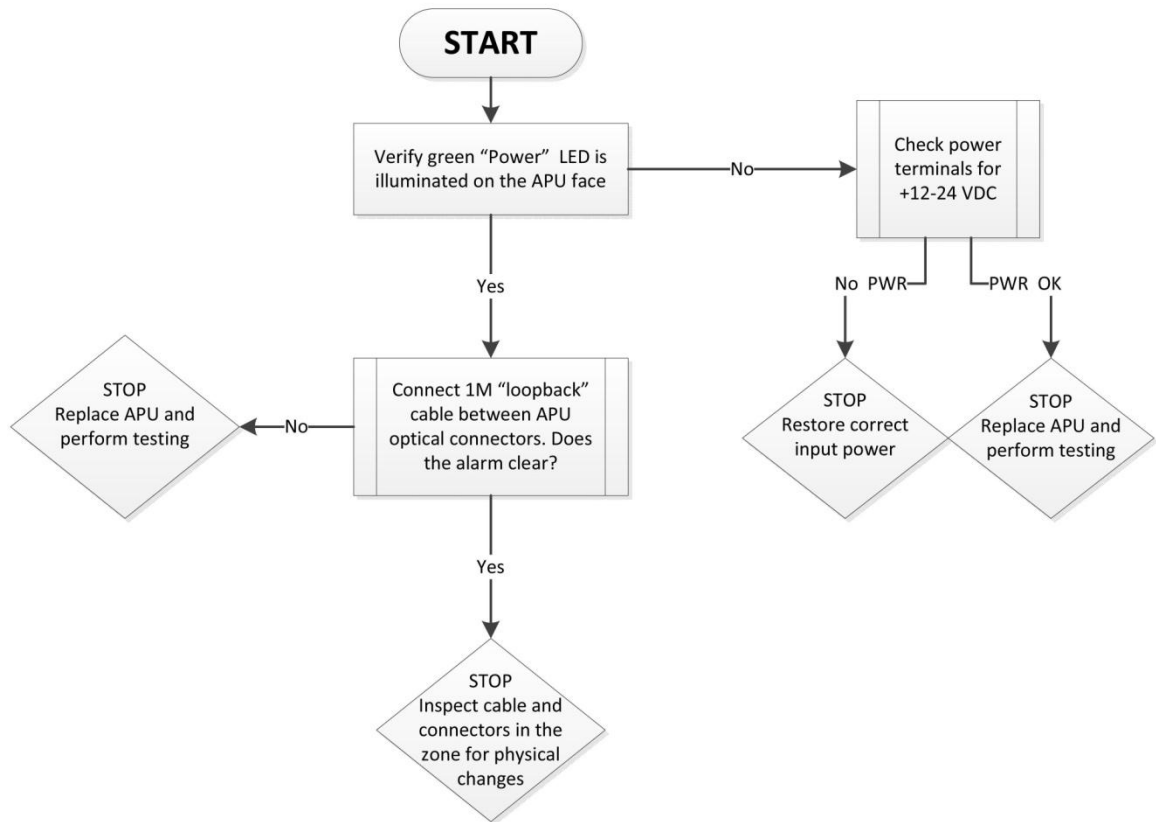 START
Verify green “Power” LED is
illuminated on the APU face
No
Check power
terminals for
+12-24 VDC
Yes
No PWR
PWR OK
STOP
Replace APU and
perform testing
No
Connect 1M “loopback”
cable between APU
optical connectors. Does
the alarm clear?
STOP
Restore correct
input power
STOP
Replace APU and
perform testing
Yes
STOP
Inspect cable and
connectors in the
zone for physical
changes